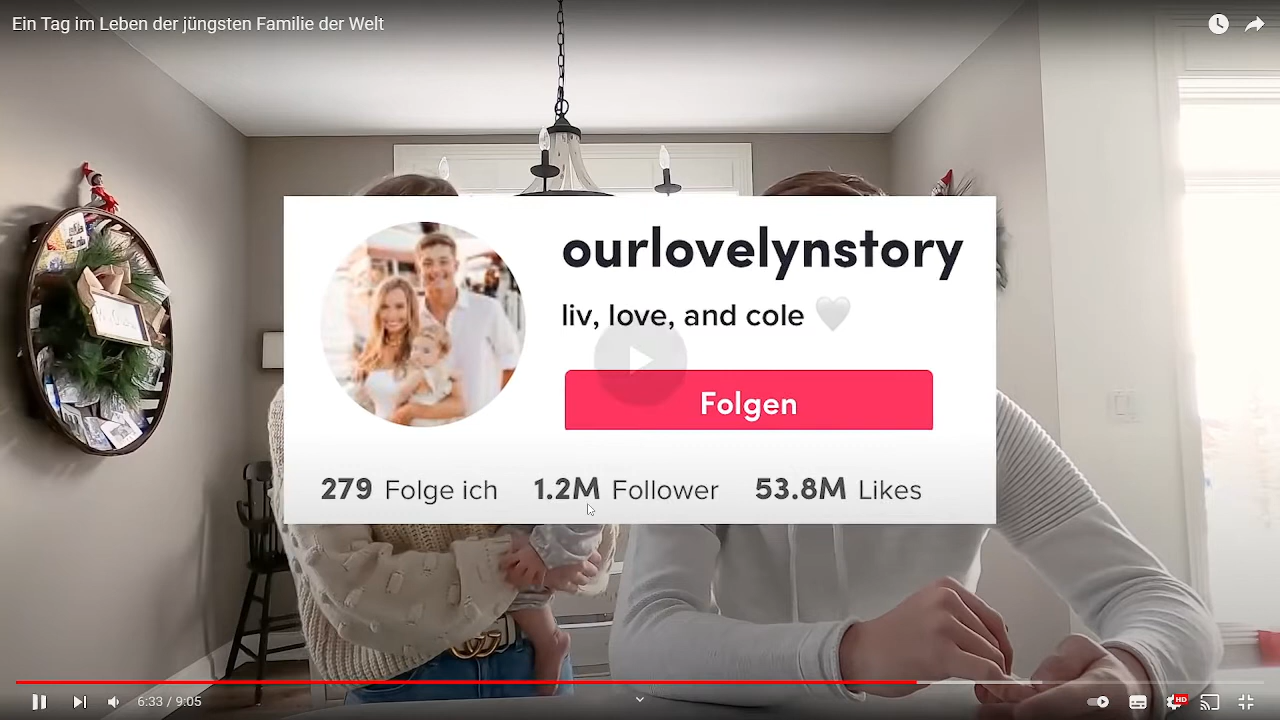 Ein Tag im Leben der jüngsten Familie der Welt
ourlovelynstory
liv, love, and cole 🤍
Folgen
279 Folge ich 1.2M Follower 53.8M Likes
6:33 / 9:05
HD